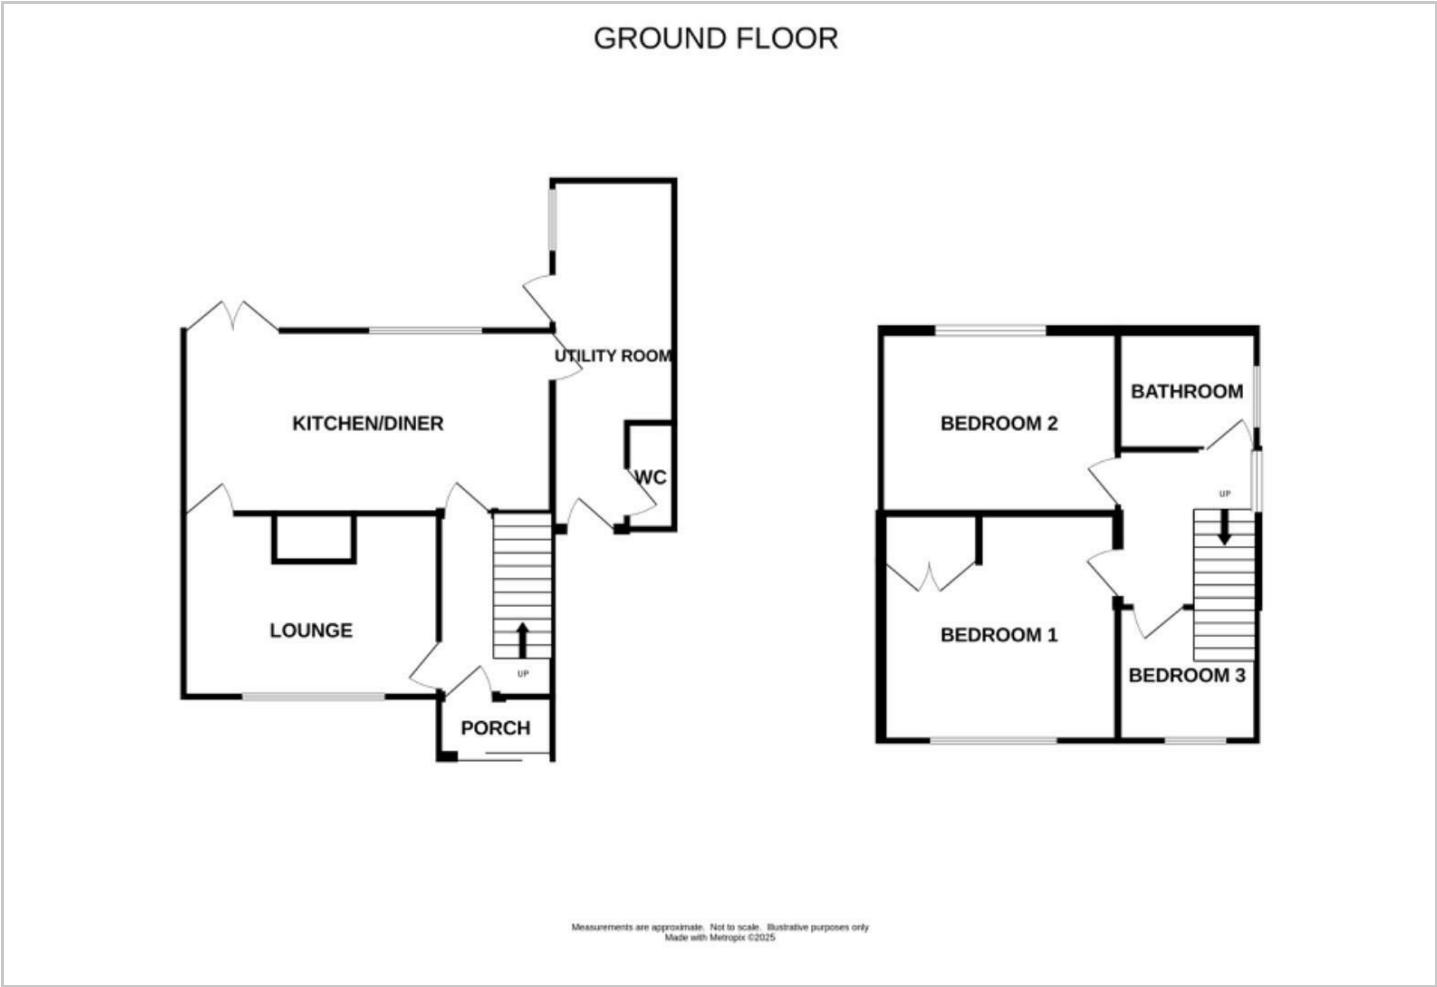 GROUND FLOOR
UTILITY ROOM
KITCHEN/DINER
WC
LOUNGE
UP
PORCH
BATHROOM
BEDROOM 2
UP
BEDROOM 1
BEDROOM 3
Measurements are approximate. Not to scale. Illustrative purposes only
Made with Metropix ©2025